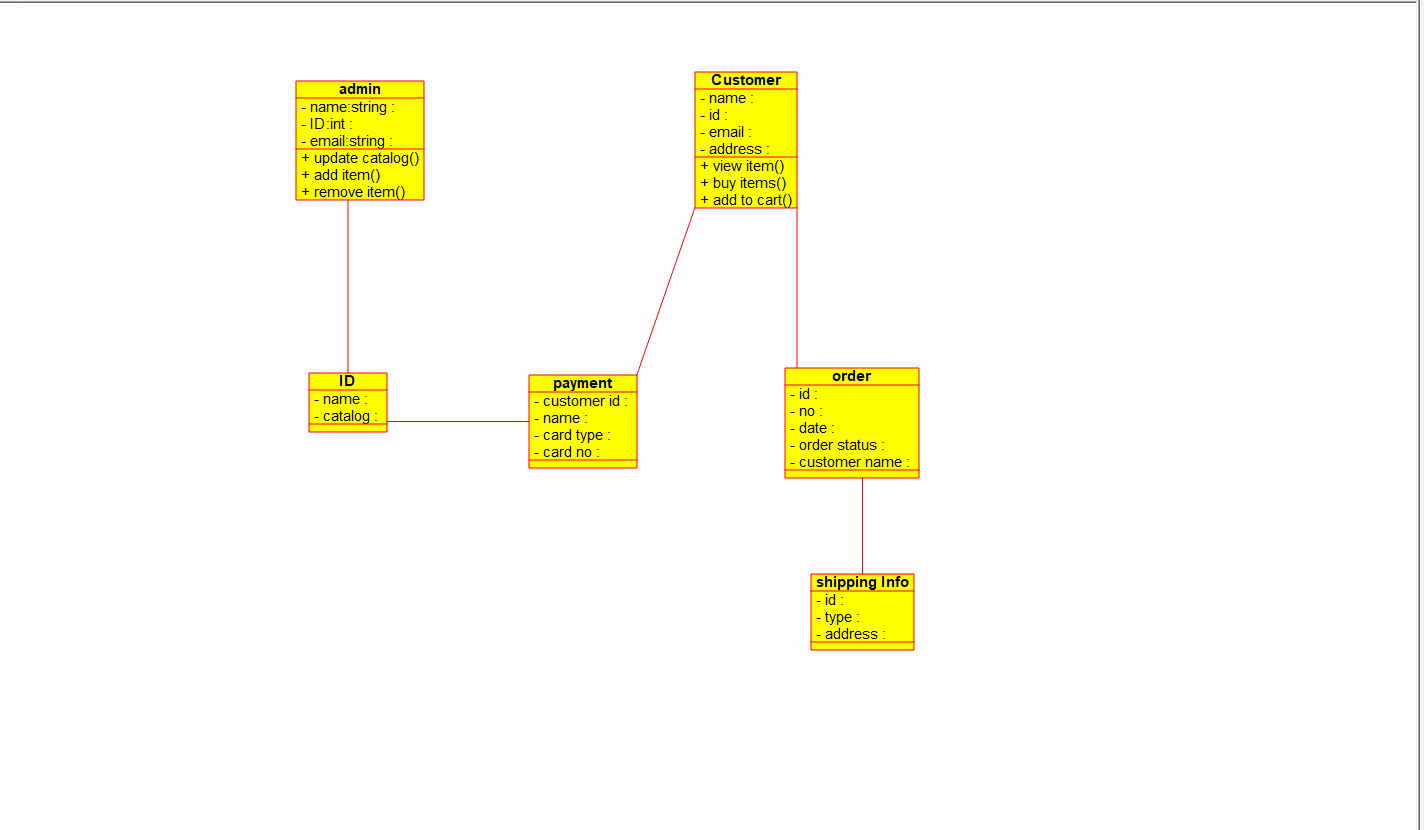 admin
- name:string :
- ID:int :
- email:string :
+ update catalog()
+ add item()
+ remove item()
Customer
- name :
- id :
- email :
- address :
+ view item()
+ buy items()
+ add to cart()
ID
- name :
- catalog :
payment
- customer id :
- name :
- card type :
- card no :
order
- id :
- no :
- date :
- order status :
- customer name :
shipping Info
- id :
- type :
- address :